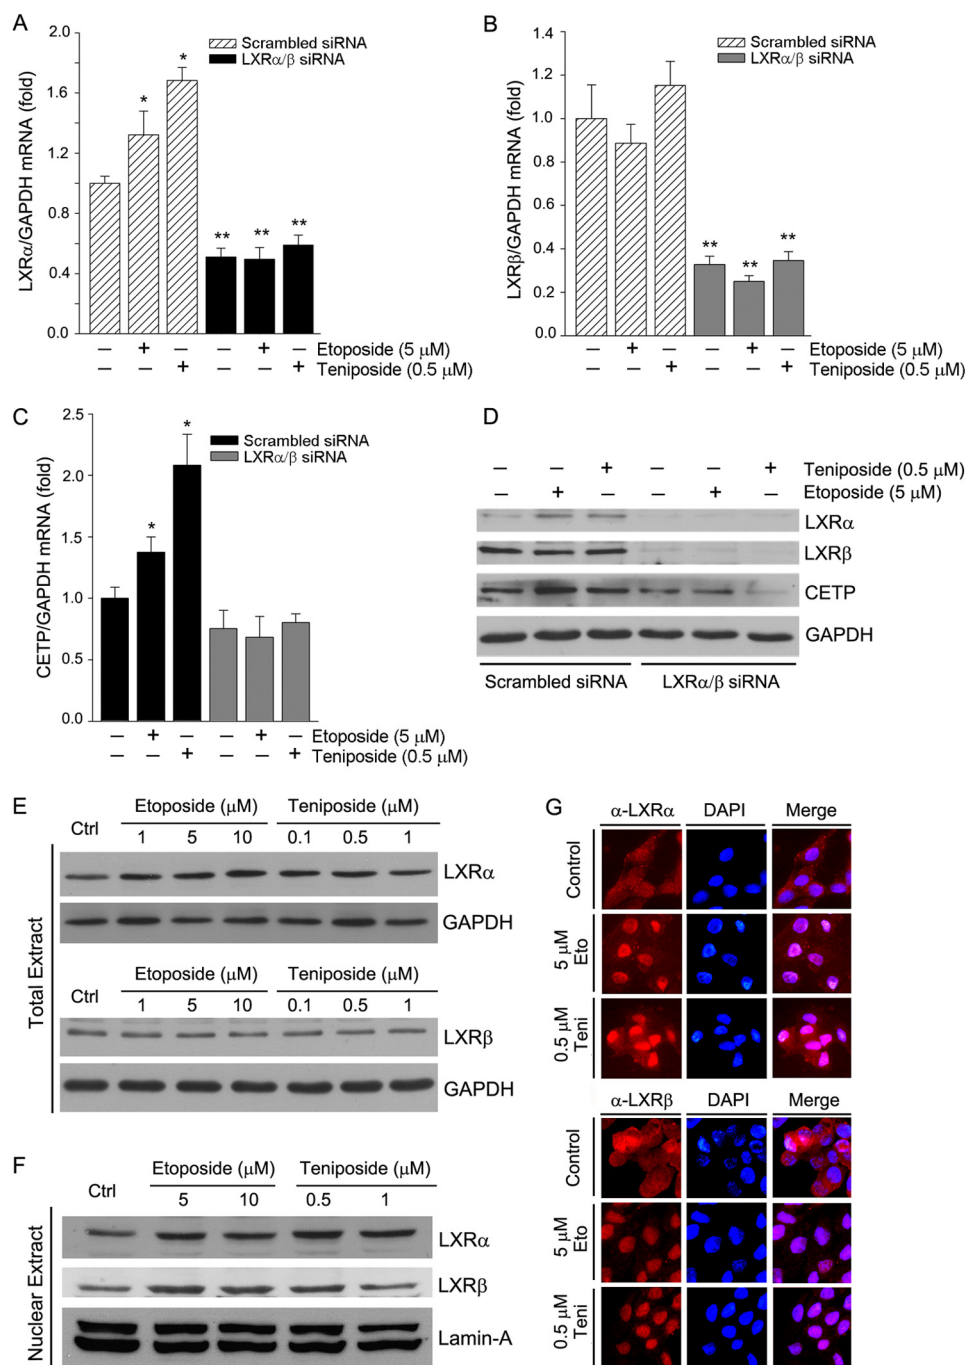 A
LXRα/GAPDH mRNA (fold)
2.0
1.6
1.2
0.8
0.4
0.0
Scrambled siRNA
LXRα/β siRNA
*
*
**
**
**
– + – – + – Etoposide (5 μM)
– – + – – + Teniposide (0.5 μM)
B
LXRβ/GAPDH mRNA (fold)
1.4
1.2
1.0
0.8
0.6
0.4
0.2
0.0
Scrambled siRNA
LXRα/β siRNA
**
**
**
– + – – + – Etoposide (5 μM)
– – + – – + Teniposide (0.5 μM)
C
CETP/GAPDH mRNA (fold)
2.5
2.0
1.5
1.0
0.5
0.0
Scrambled siRNA
LXRα/β siRNA
*
*
– + – – + – Etoposide (5 μM)
– – + – – + Teniposide (0.5 μM)
D
– – + – – + Teniposide (0.5 μM)
– + – – + – Etoposide (5 μM)
LXRα
LXRβ
CETP
GAPDH
Scrambled siRNA LXRα/β siRNA
E
Total Extract
Etoposide (μM) Teniposide (μM)
Ctrl 1 5 10 0.1 0.5 1
LXRα
GAPDH
Etoposide (μM) Teniposide (μM)
Ctrl 1 5 10 0.1 0.5 1
LXRβ
GAPDH
F
Nuclear Extract
Etoposide (μM) Teniposide (μM)
Ctrl 5 10 0.5 1
LXRα
LXRβ
Lamin-A
G
α-LXRα DAPI Merge
Control
5 μM Eto
0.5 μM Teni
α-LXRβ DAPI Merge
Control
5 μM Eto
0.5 μM Teni